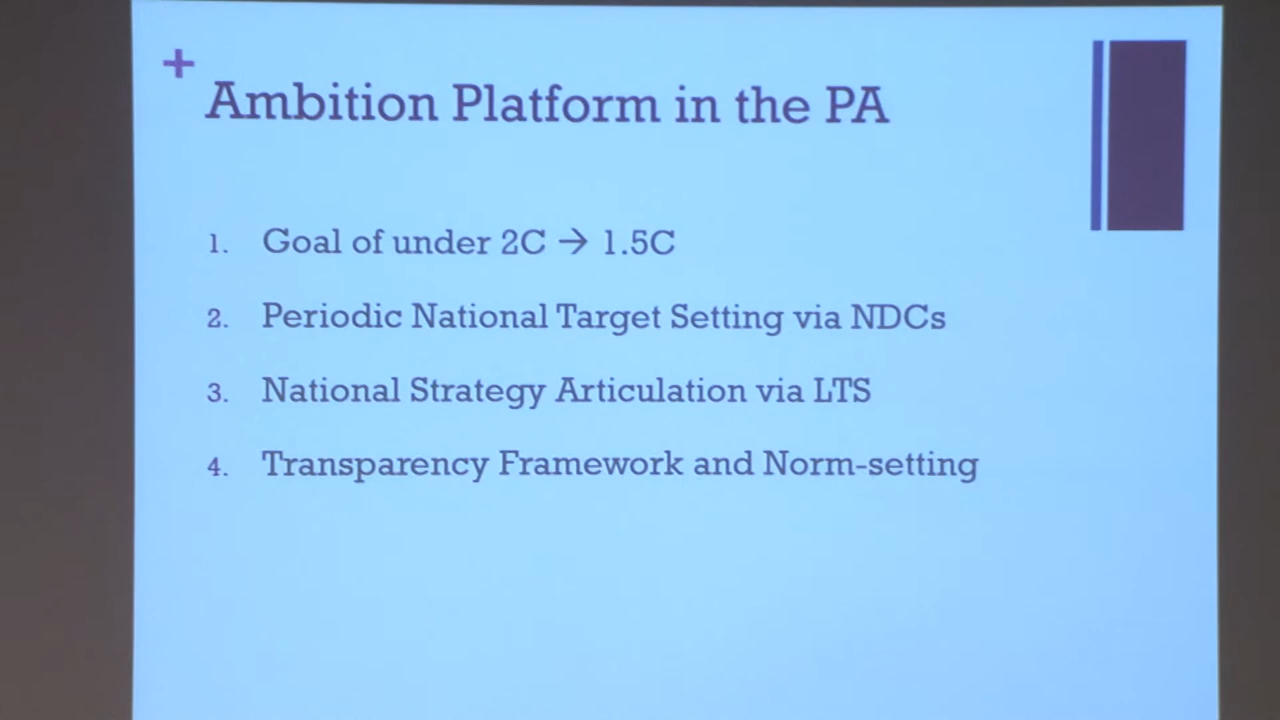 +
Ambition Platform in the PA
1. Goal of under 2C → 1.5C
2. Periodic National Target Setting via NDCs
3. National Strategy Articulation via LTS
4. Transparency Framework and Norm-setting